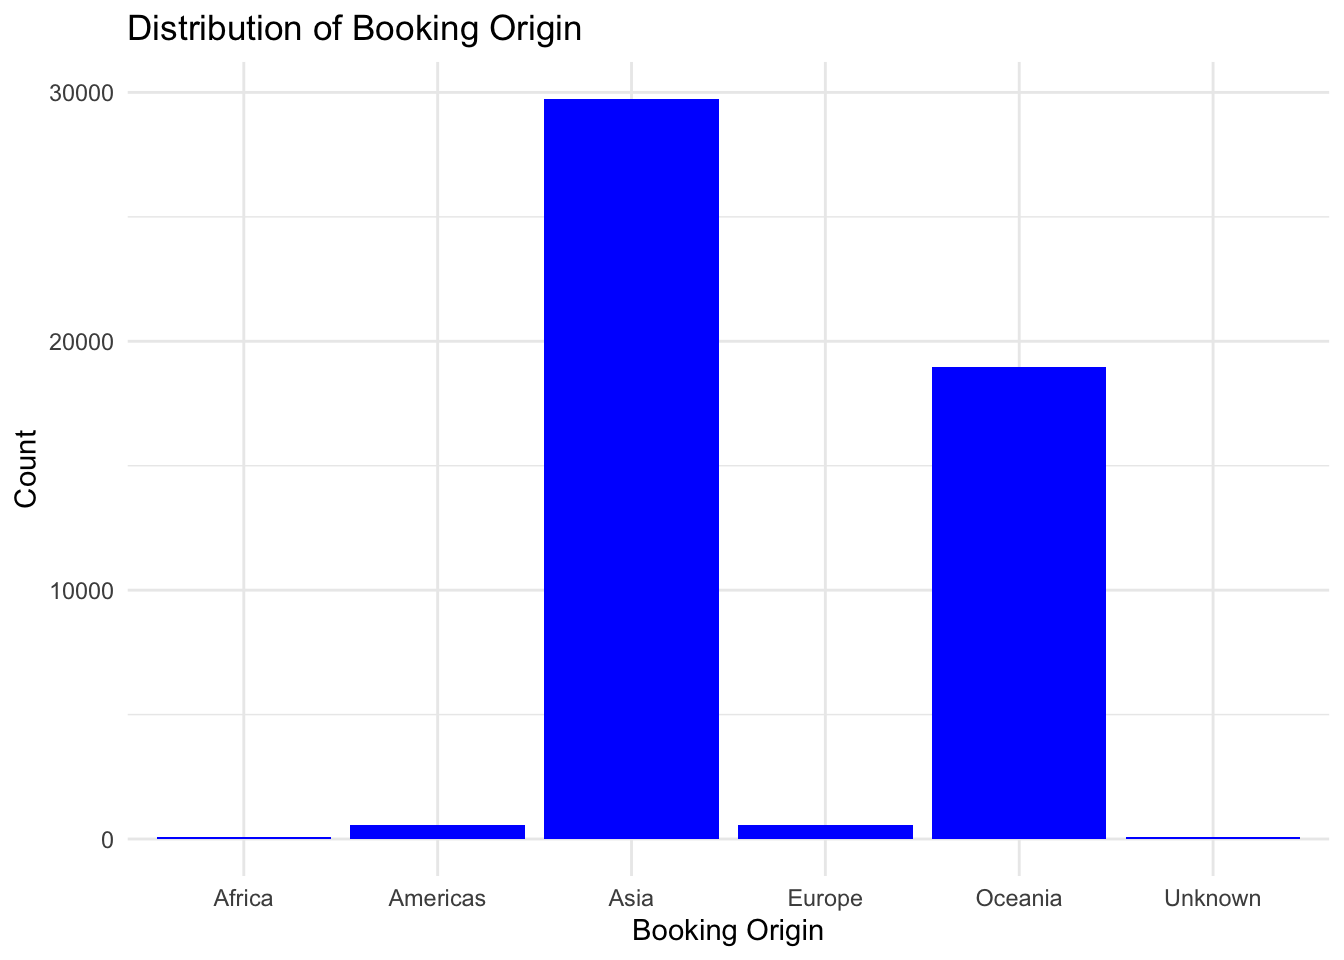 Distribution of Booking Origin
30000
20000
10000
0
Count
Africa Americas Asia Europe Oceania Unknown
Booking Origin